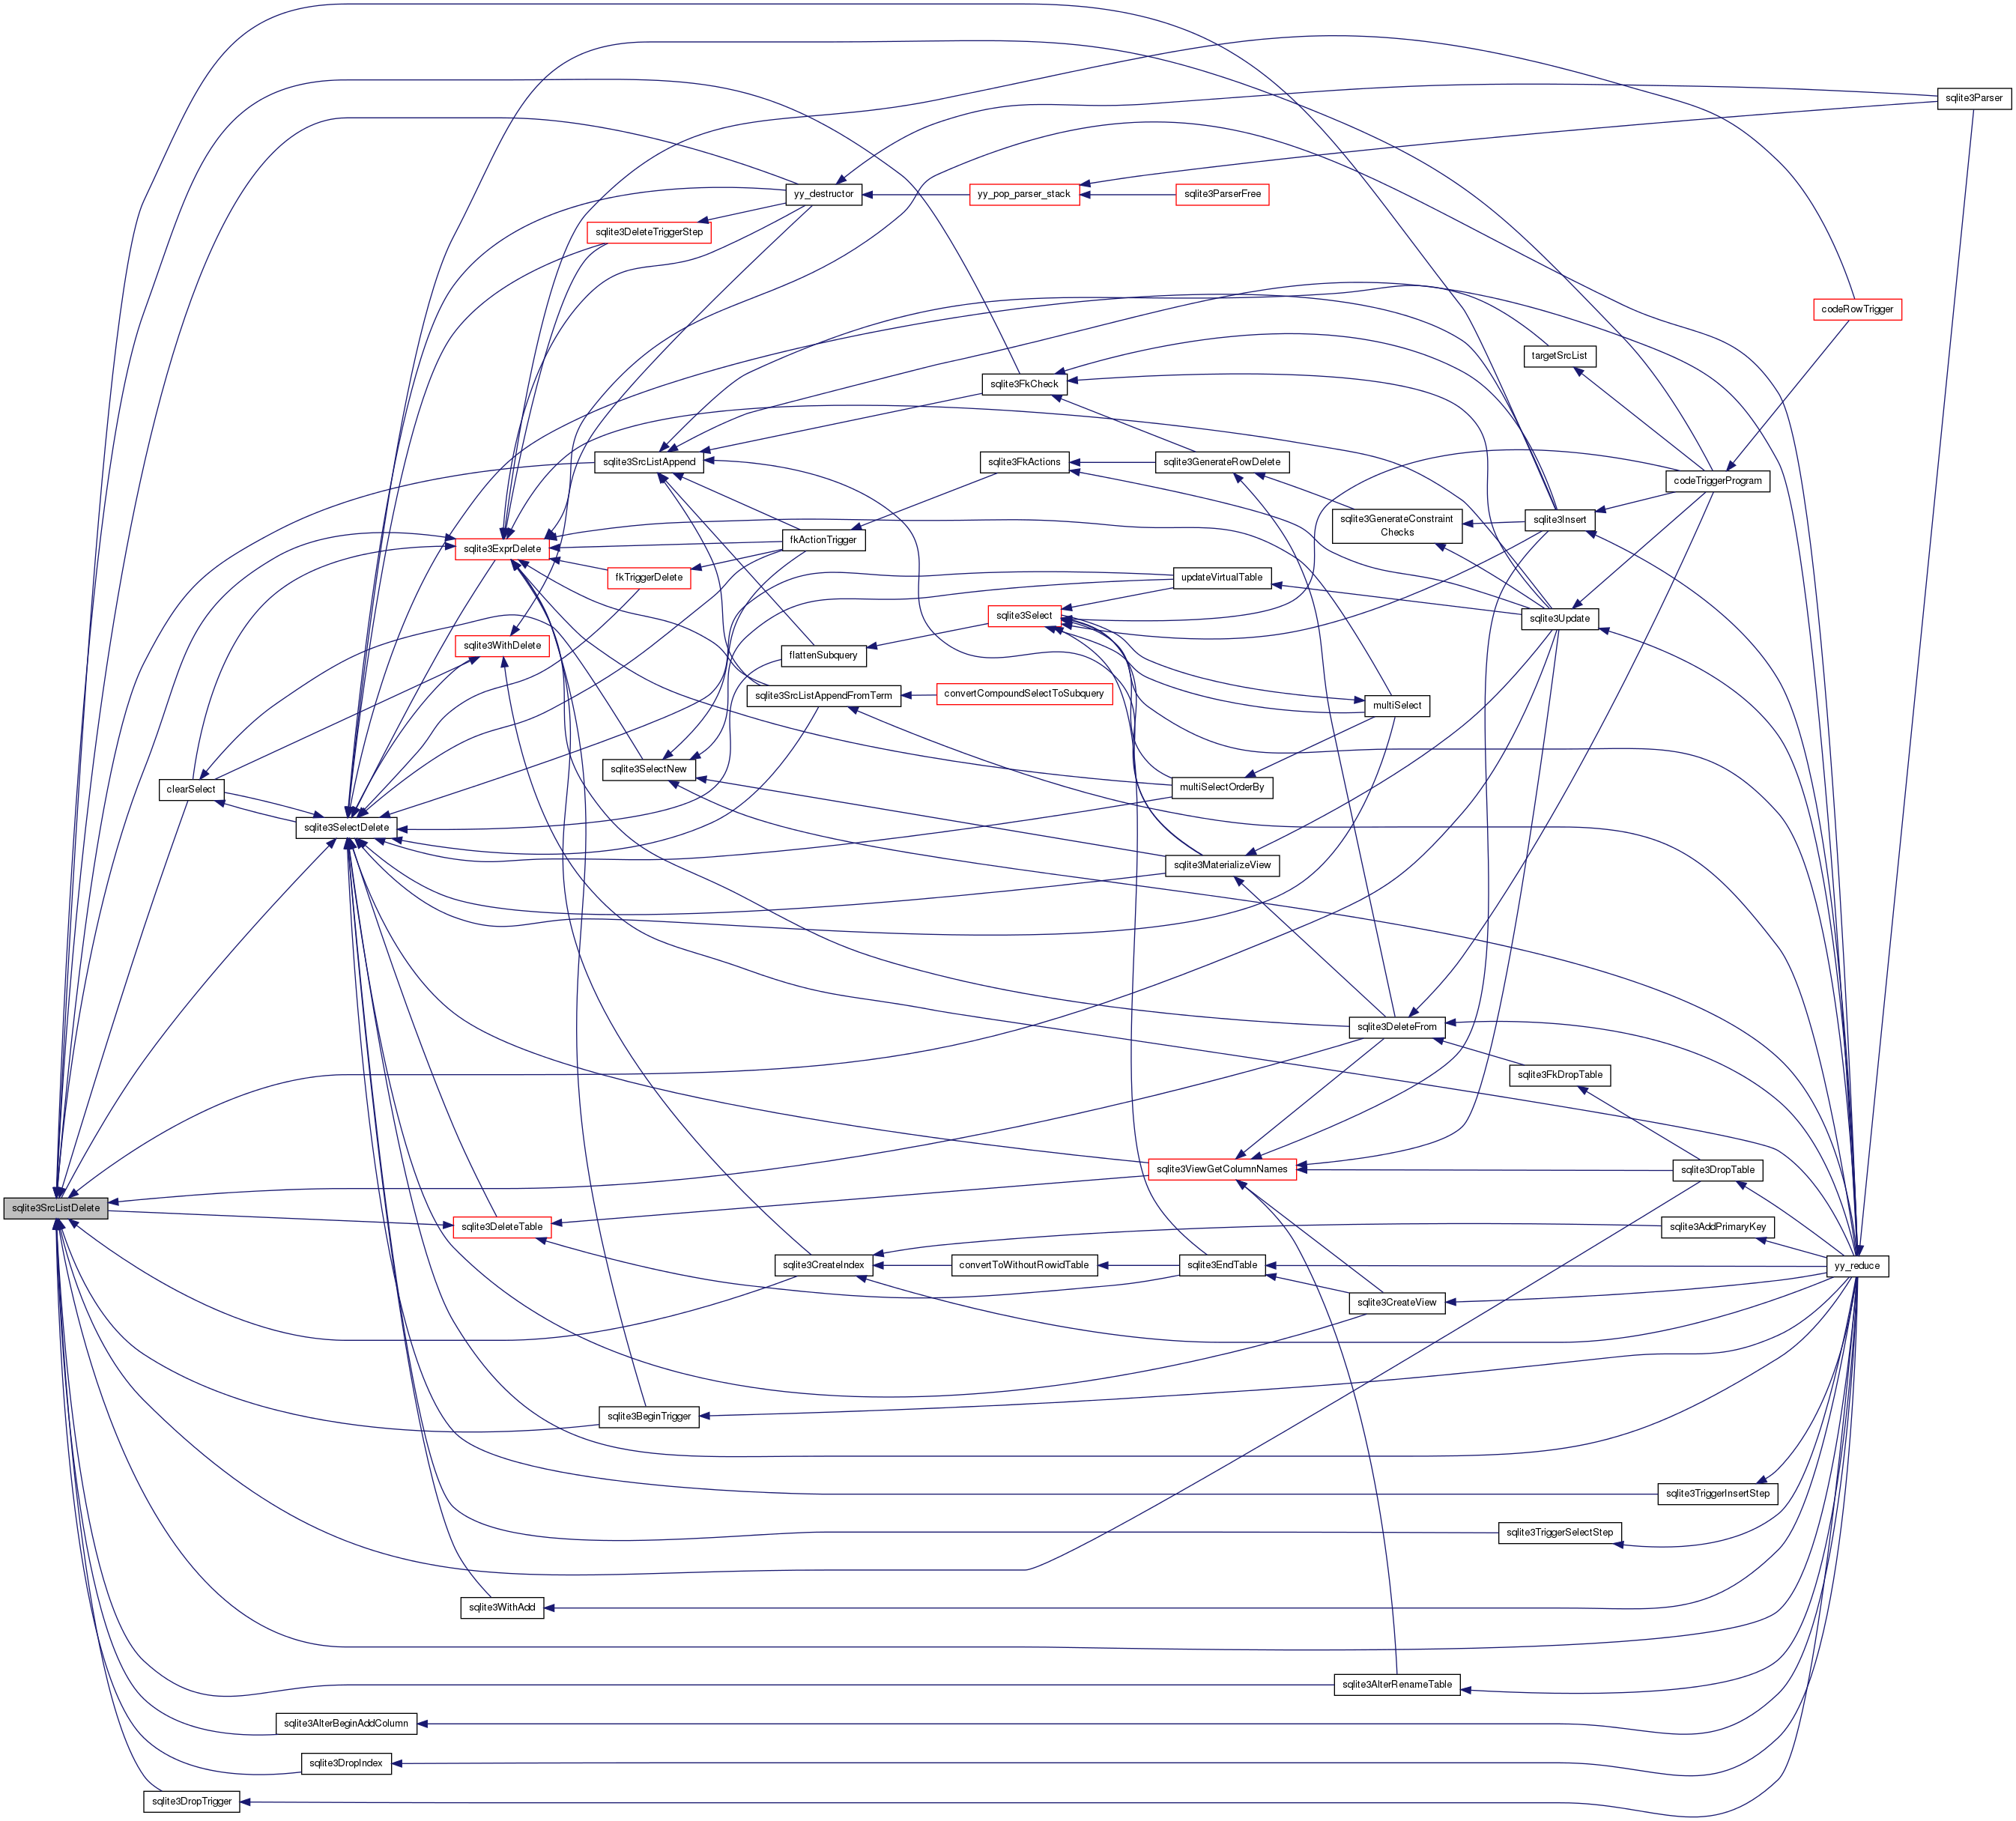 sqlite3Parser
yy_destructor
yy_pop_parser_stack
sqlite3ParserFree
sqlite3DeleteTriggerStep
codeRowTrigger
targetSrcList
sqlite3FkCheck
sqlite3SrcListAppend
sqlite3FkActions
sqlite3GenerateRowDelete
codeTriggerProgram
sqlite3GenerateConstraint
Checks
sqlite3Insert
fkActionTrigger
sqlite3ExprDelete
fkTriggerDelete
updateVirtualTable
sqlite3Select
sqlite3Update
sqlite3WithDelete
flattenSubquery
sqlite3SrcListAppendFromTerm
convertCompoundSelectToSubquery
multiSelect
sqlite3SelectNew
clearSelect
multiSelectOrderBy
sqlite3SelectDelete
sqlite3MaterializeView
sqlite3DeleteFrom
sqlite3FkDropTable
sqlite3ViewGetColumnNames
sqlite3DropTable
sqlite3SrcListDelete
sqlite3DeleteTable
sqlite3AddPrimaryKey
sqlite3CreateIndex
convertToWithoutRowidTable
sqlite3EndTable
yy_reduce
sqlite3CreateView
sqlite3BeginTrigger
sqlite3TriggerInsertStep
sqlite3TriggerSelectStep
sqlite3WithAdd
sqlite3AlterRenameTable
sqlite3AlterBeginAddColumn
sqlite3DropIndex
sqlite3DropTrigger